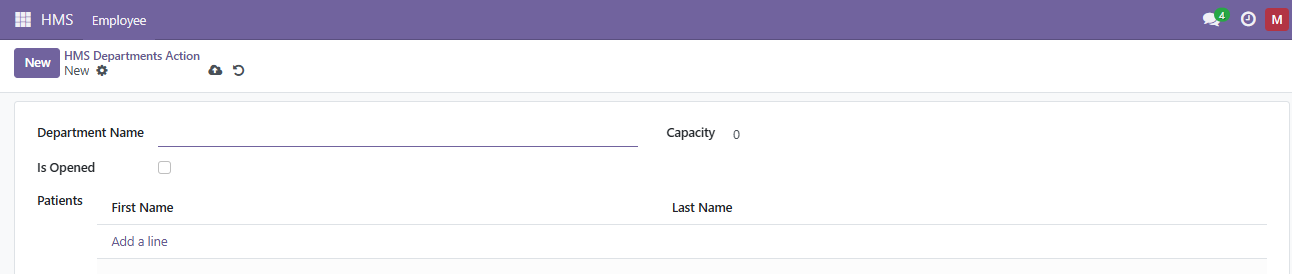 HMS Employee 4 M
New HMS Departments Action
New
Department Name Capacity 0
Is Opened
Patients First Name Last Name
Add a line